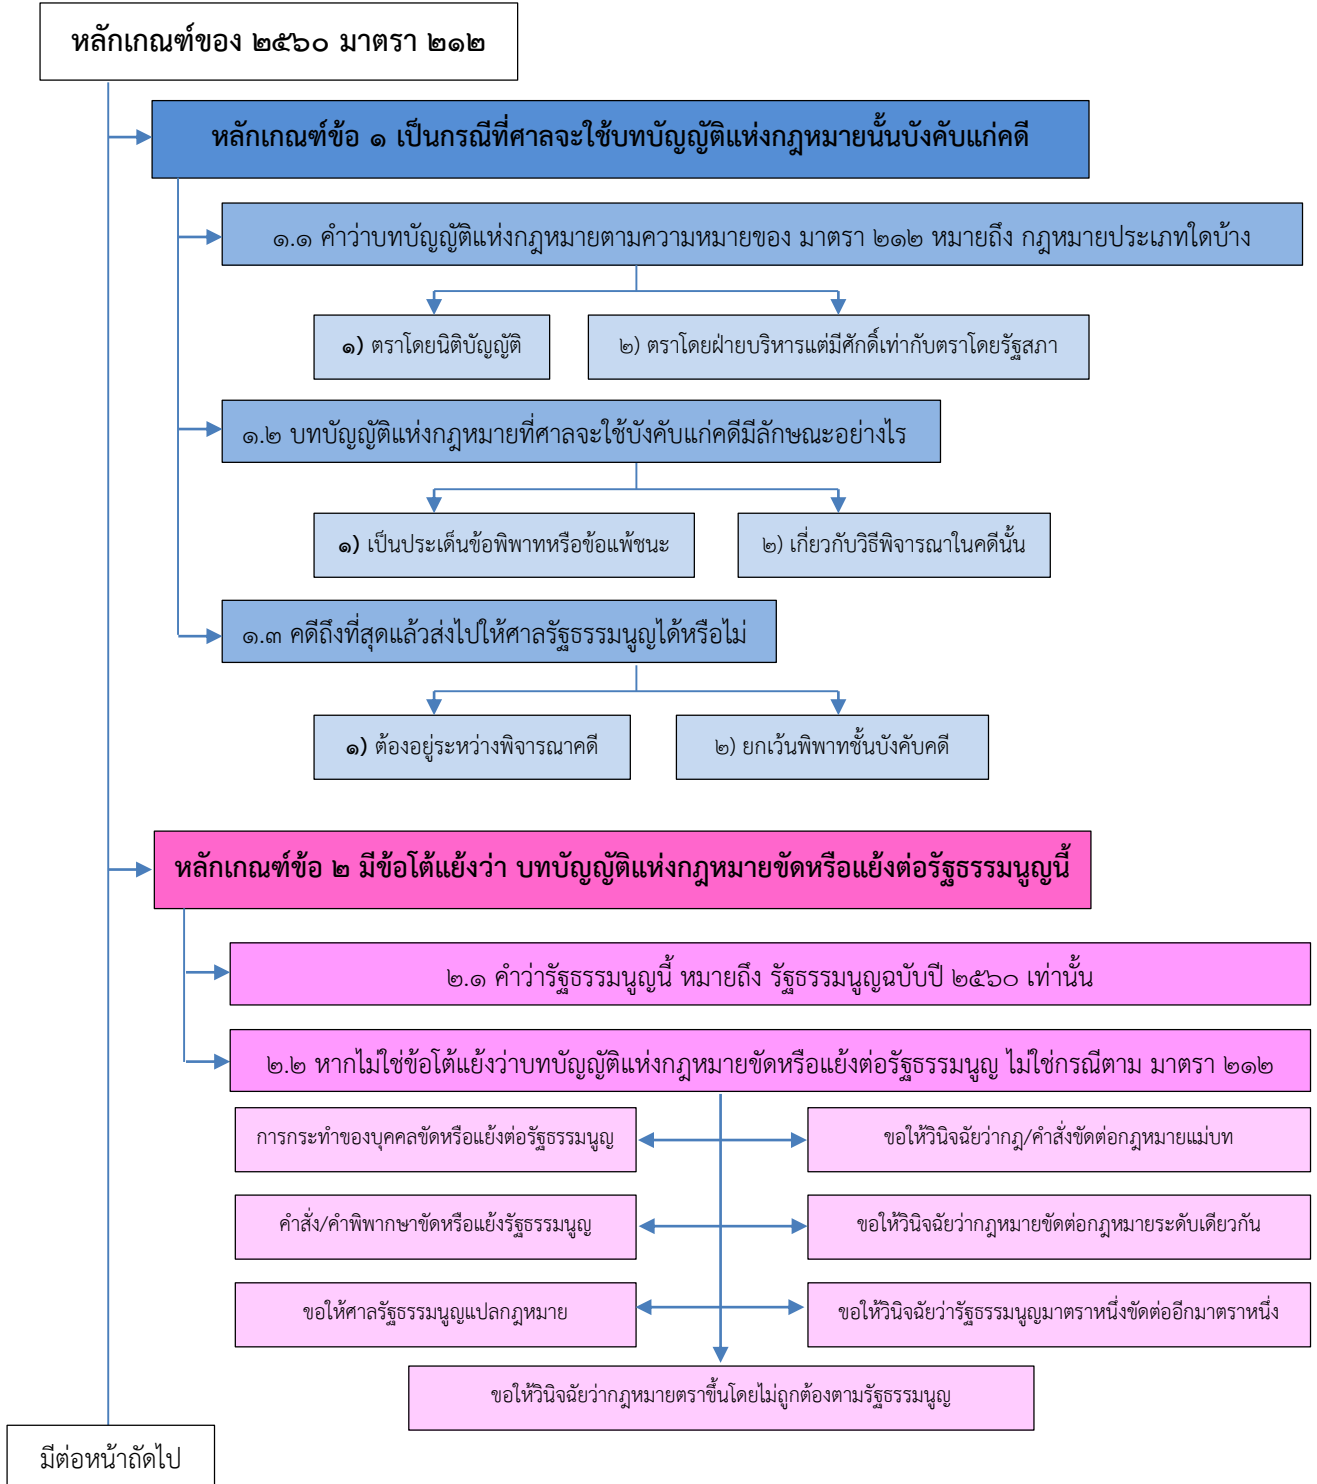 หลักเกณฑ์ของ ๒๕๖๐ มาตรา ๒๑๒
หลักเกณฑ์ข้อ ๑ เป็นกรณีที่ศาลจะใช้บทบัญญัติแห่งกฎหมายนั้นบังคับแก่คดี
๑.๑ คำว่าบทบัญญัติแห่งกฎหมายตามความหมายของ มาตรา ๒๑๒ หมายถึง กฎหมายประเภทใดบ้าง
๑) ตราโดยนิติบัญญัติ
๒) ตราโดยฝ่ายบริหารแต่มีศักดิ์เท่ากับตราโดยรัฐสภา
๑.๒ บทบัญญัติแห่งกฎหมายที่ศาลจะใช้บังคับแก่คดีมีลักษณะอย่างไร
๑) เป็นประเด็นข้อพิพาทหรือข้อแพ้ชนะ
๒) เกี่ยวกับวิธีพิจารณาในคดีนั้น
๑.๓ คดีถึงที่สุดแล้วส่งไปให้ศาลรัฐธรรมนูญได้หรือไม่
๑) ต้องอยู่ระหว่างพิจารณาคดี
๒) ยกเว้นพิพาทชั้นบังคับคดี
หลักเกณฑ์ข้อ ๒ มีข้อโต้แย้งว่า บทบัญญัติแห่งกฎหมายขัดหรือแย้งต่อรัฐธรรมนูญนี้
๒.๑ คำว่ารัฐธรรมนูญนี้ หมายถึง รัฐธรรมนูญฉบับปี ๒๕๖๐ เท่านั้น
๒.๒ หากไม่ใช่ข้อโต้แย้งว่าบทบัญญัติแห่งกฎหมายขัดหรือแย้งต่อรัฐธรรมนูญ ไม่ใช่กรณีตาม มาตรา ๒๑๒
การกระทำของบุคคลขัดหรือแย้งต่อรัฐธรรมนูญ
ขอให้วินิจฉัยว่ากฎ/คำสั่งขัดต่อกฎหมายแม่บท
คำสั่ง/คำพิพากษาขัดหรือแย้งรัฐธรรมนูญ
ขอให้วินิจฉัยว่ากฎหมายขัดต่อกฎหมายระดับเดียวกัน
ขอให้ศาลรัฐธรรมนูญแปลกฎหมาย
ขอให้วินิจฉัยว่ารัฐธรรมนูญมาตราหนึ่งขัดต่ออีกมาตราหนึ่ง
ขอให้วินิจฉัยว่ากฎหมายตราขึ้นโดยไม่ถูกต้องตามรัฐธรรมนูญ
มีต่อหน้าถัดไป